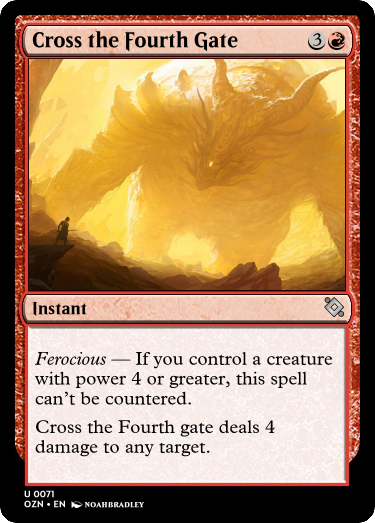 Cross the Fourth Gate 3
Instant
Ferocious — If you control a creature
with power 4 or greater, this spell
can't be countered.
Cross the Fourth gate deals 4
damage to any target.
U 0071
OZN • EN NOAHBRADLEY